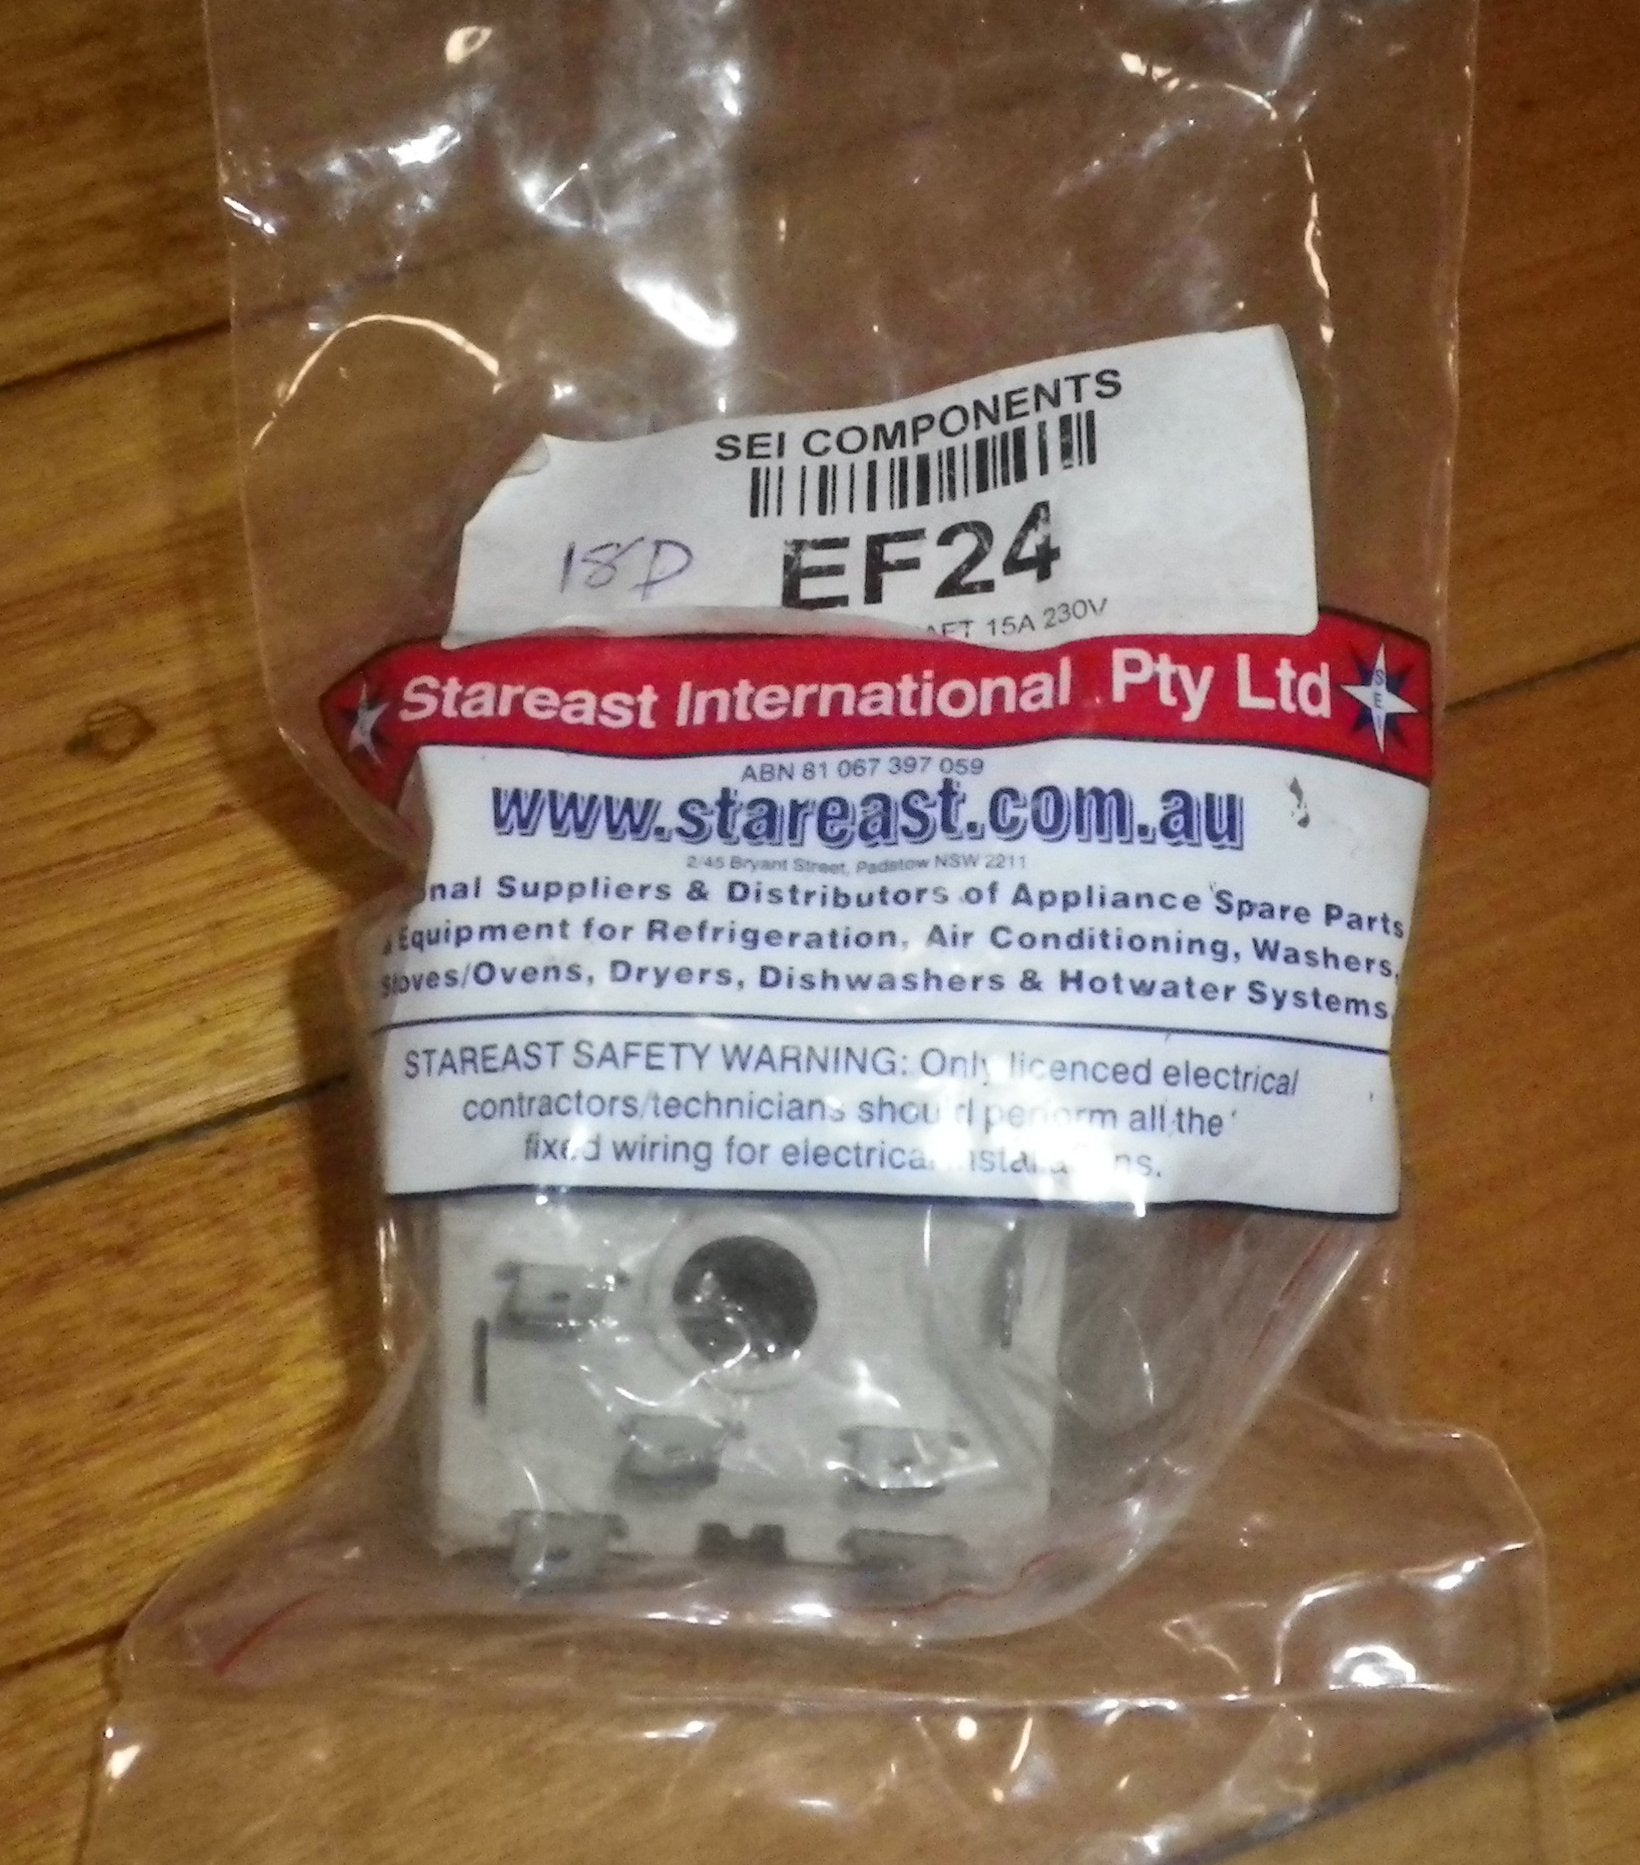 SEI COMPONENTS
EF24
18D
15A 230V
Stareast International Pty Ltd
S
E
I
ABN 81 067 397 059
www.stareast.com.au
2/45 Bryant Street, Padstow NSW 2211
Suppliers & Distributors of Appliance Spare Parts
Equipment for Refrigeration, Air Conditioning, Washers,
Stoves/Ovens, Dryers, Dishwashers & Hotwater Systems
STAREAST SAFETY WARNING: Only licenced electrical
contractors/technicians should perform all the
fixed wiring for electrical installations.